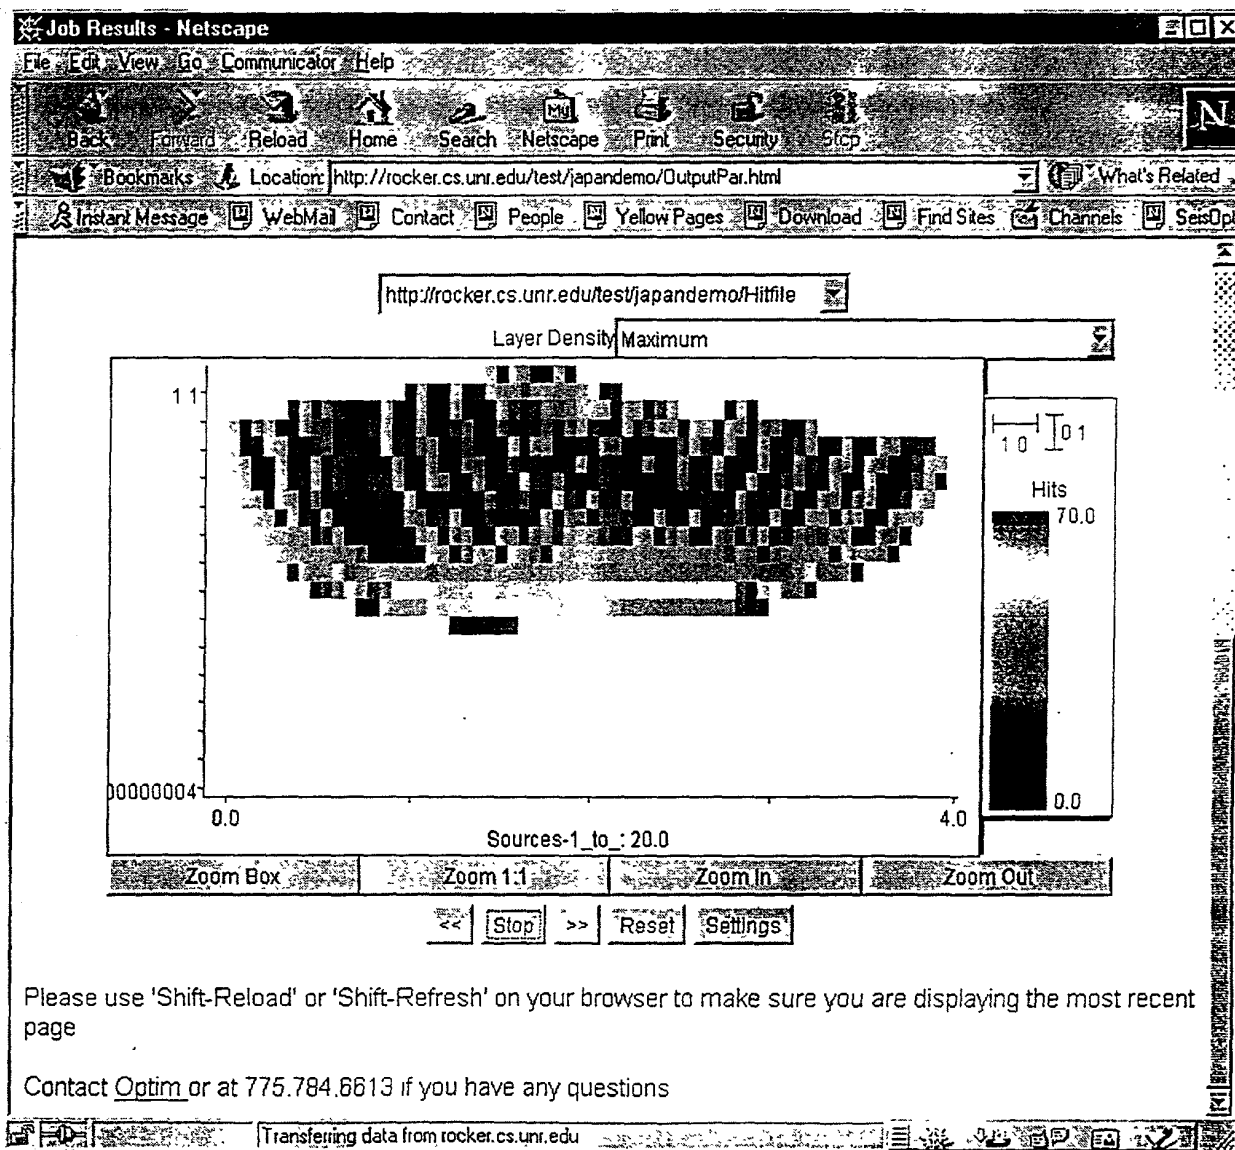 Job Results - Netscape
File Edit View Go Communicator Help
Back Forward Reload Home Search Netscape Print Security Stop
My
N
Bookmarks Location: http://rocker.cs.unr.edu/test/japandemo/OutputPar.html What's Related
Instant Message WebMail Contact People Yellow Pages Download Find Sites Channels SeisOpt
http://rocker.cs.unr.edu/test/japandemo/Hitfile
Layer Density Maximum
1 1
1 0 0 1
Hits
70.0
0.0
00000004
0.0 4.0
Sources-1_to_: 20.0
Zoom Box Zoom 1:1 Zoom In Zoom Out
<< Stop >> Reset Settings
Please use 'Shift-Reload' or 'Shift-Refresh' on your browser to make sure you are displaying the most recent
page
Contact Optim or at 775.784.6613 if you have any questions
Transferring data from rocker.cs.unr.edu